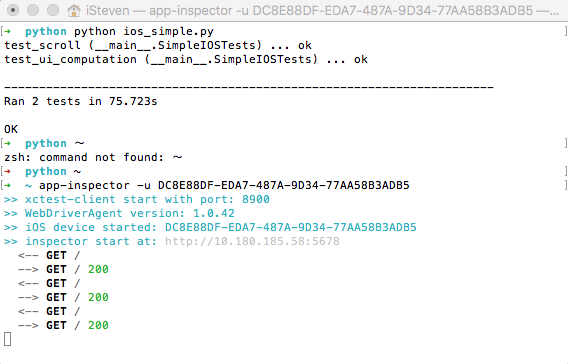 iSteven — app-inspector -u DC8E88DF-EDA7-487A-9D34-77AA58B3ADB5 —...
[➜ python python ios_simple.py
test_scroll (__main__.SimpleIOSTests) ... ok
test_ui_computation (__main__.SimpleIOSTests) ... ok
----------------------------------------------------------------------
Ran 2 tests in 75.723s
OK
[➜ python ～
zsh: command not found: ～
[➜ python ~
[➜ ~ app-inspector -u DC8E88DF-EDA7-487A-9D34-77AA58B3ADB5
>> xctest-client start with port: 8900
>> WebDriverAgent version: 1.0.42
>> iOS device started: DC8E88DF-EDA7-487A-9D34-77AA58B3ADB5
>> inspector start at: http://10.180.185.58:5678
<-- GET /
--> GET / 200
<-- GET /
--> GET / 200
<-- GET /
--> GET / 200